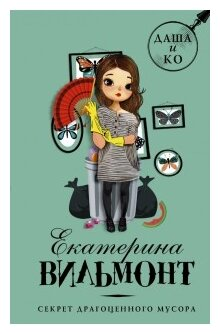 ДАША И
КО
Екатерина
ВИЛЬМОНТ
СЕКРЕТ ДРАГОЦЕННОГО МУСОРА